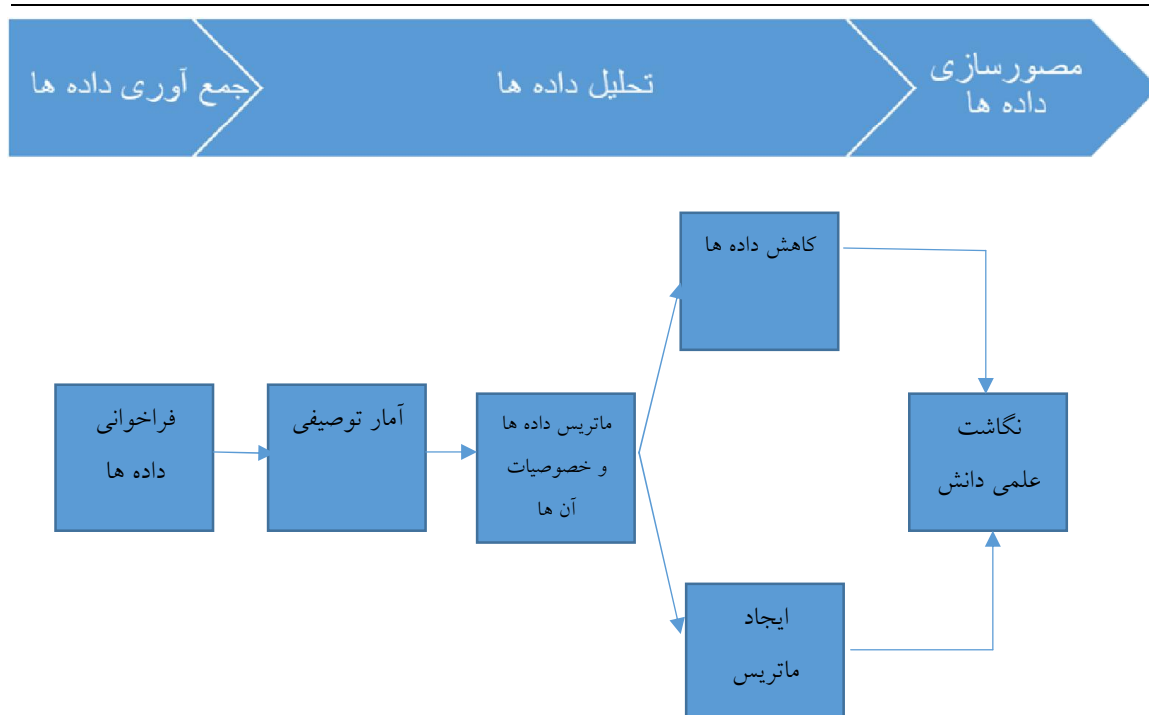 جمع آوری داده ها
تحلیل داده ها
مصورسازی
داده ها
کاهش داده ها
فراخوانی
داده ها
آمار توصیفی
ماتریس داده ها
و خصوصیات
آن ها
نگاشت
علمی دانش
ایجاد
ماتریس